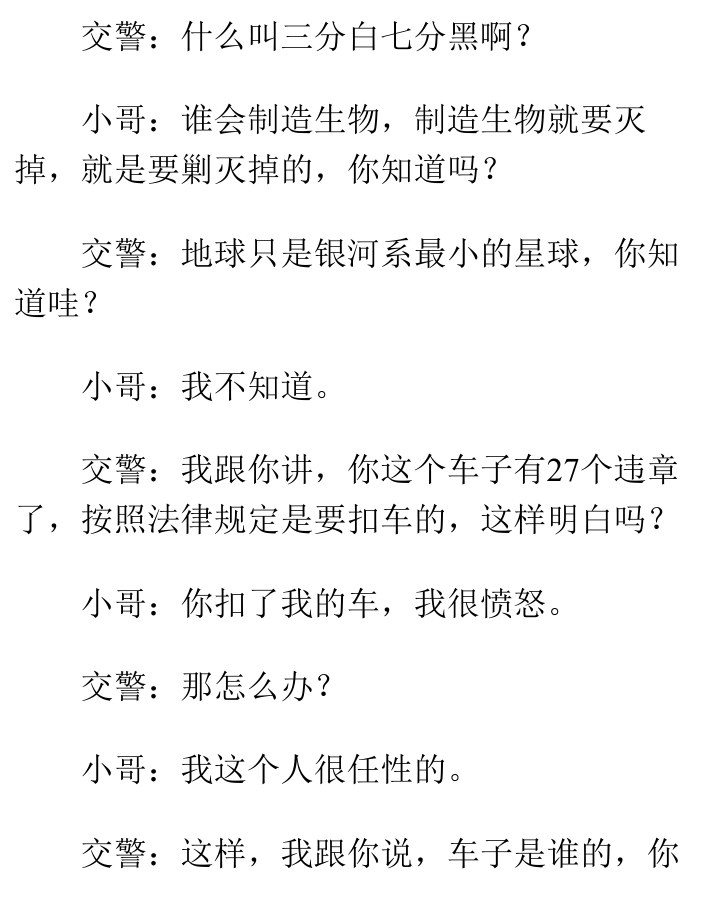 交警：什么叫三分白七分黑啊？
小哥：谁会制造生物，制造生物就要灭
掉，就是要剿灭掉的，你知道吗？
交警：地球只是银河系最小的星球，你知
道哇？
小哥：我不知道。
交警：我跟你讲，你这个车子有27个违章
了，按照法律规定是要扣车的，这样明白吗？
小哥：你扣了我的车，我很愤怒。
交警：那怎么办？
小哥：我这个人很任性的。
交警：这样，我跟你说，车子是谁的，你